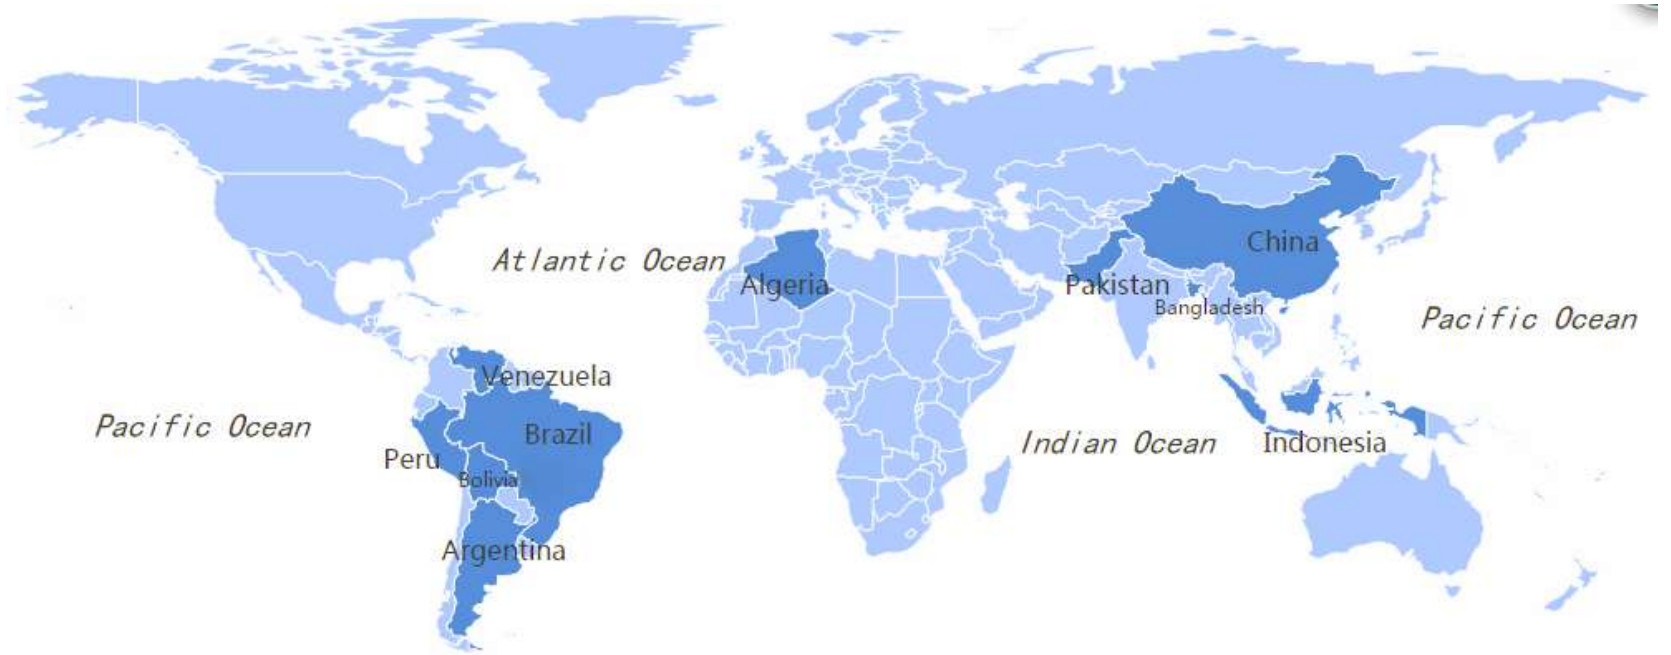 Atlantic Ocean
Algeria
Pakistan
China
Bangladesh
Pacific Ocean
Venezuela
Pacific Ocean
Brazil
Peru
Bolivia
Indian Ocean
Indonesia
Argentina